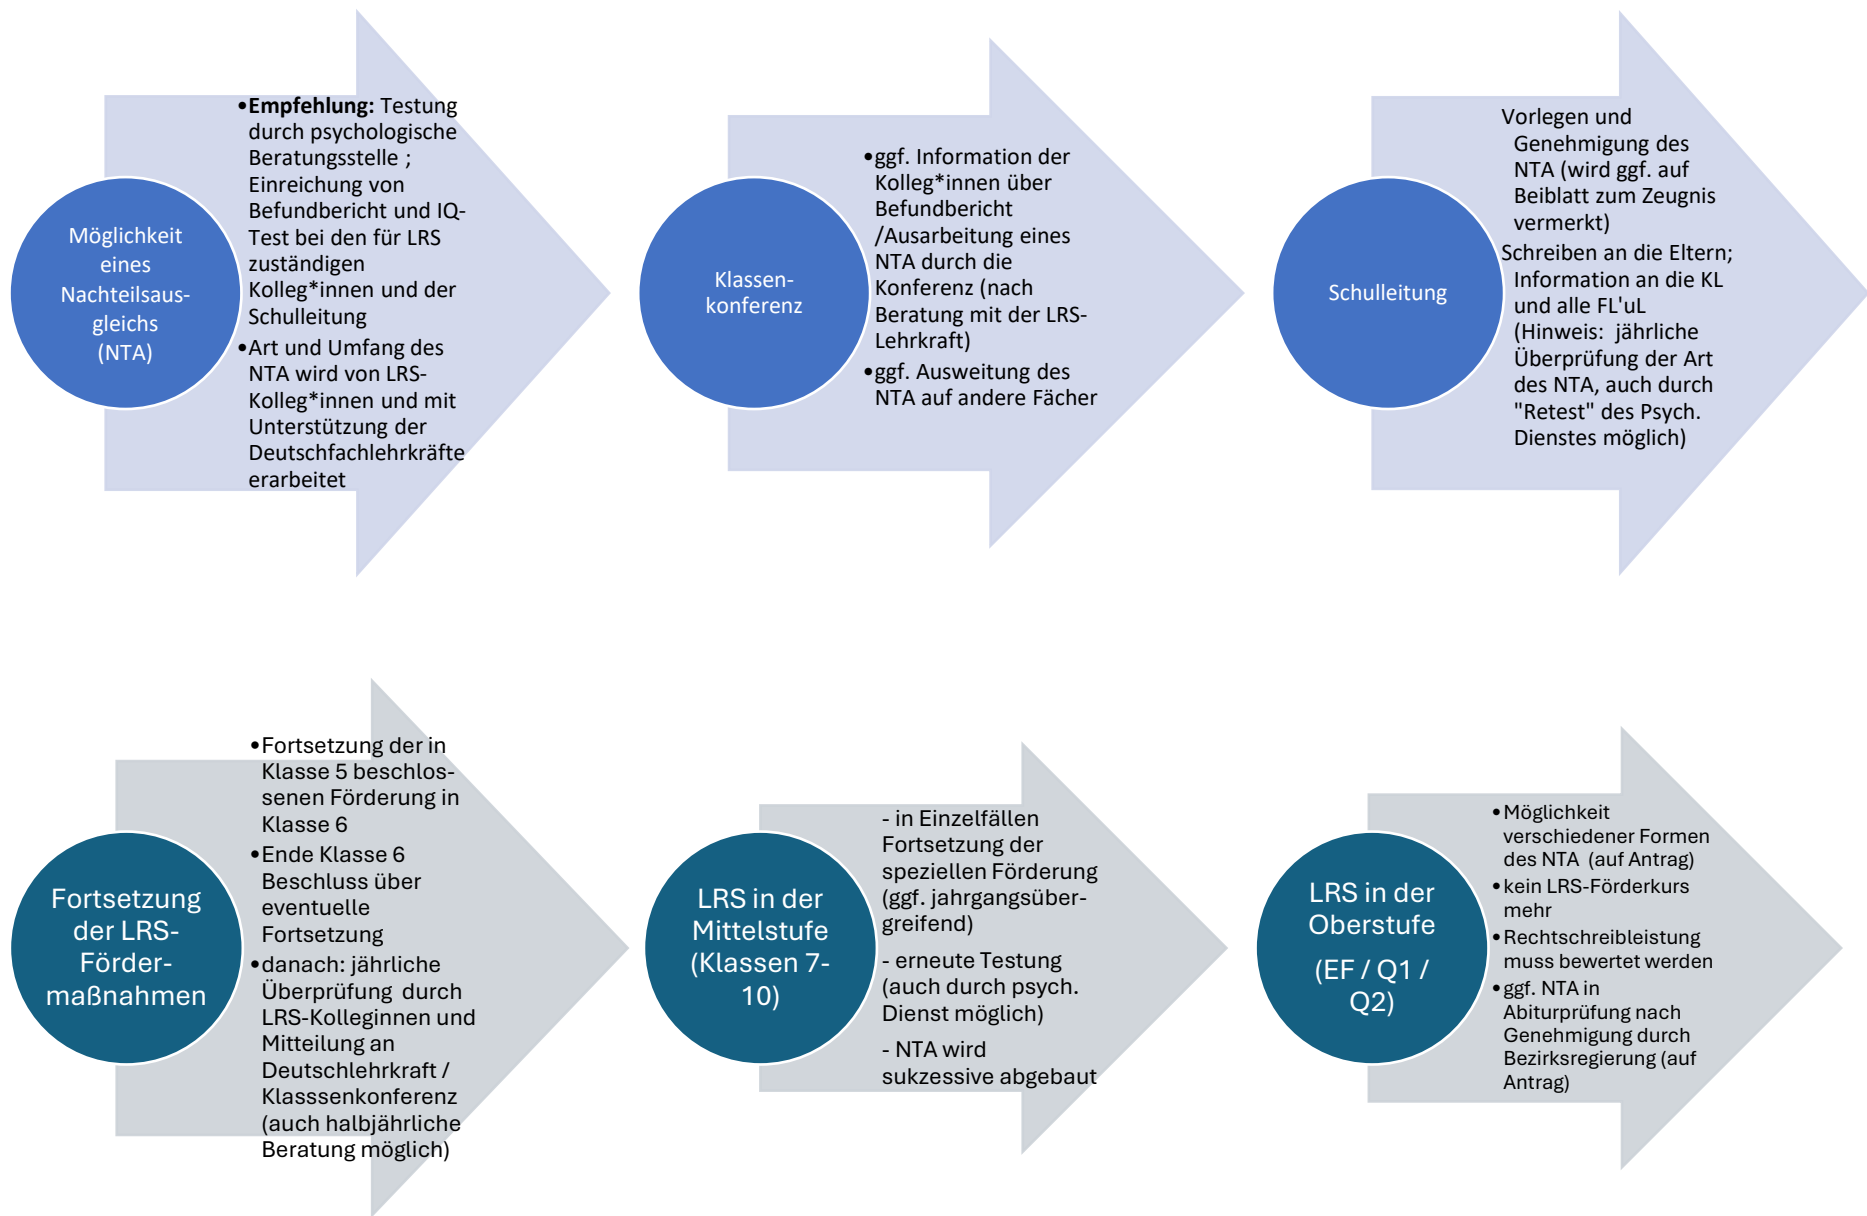 Möglichkeit
eines
Nachteilsaus-
gleichs
(NTA)
•Empfehlung: Testung
durch psychologische
Beratungsstelle ;
Einreichung von
Befundbericht und IQ-
Test bei den für LRS
zuständigen
Kolleg*innen und der
Schulleitung
•Art und Umfang des
NTA wird von LRS-
Kolleg*innen und mit
Unterstützung der
Deutschfachlehrkräfte
erarbeitet
Klassen-
konferenz
•ggf. Information der
Kolleg*innen über
Befundbericht
/Ausarbeitung eines
NTA durch die
Konferenz (nach
Beratung mit der LRS-
Lehrkraft)
•ggf. Ausweitung des
NTA auf andere Fächer
Schulleitung
Vorlegen und
Genehmigung des
NTA (wird ggf. auf
Beiblatt zum Zeugnis
vermerkt)
Schreiben an die Eltern;
Information an die KL
und alle FL'uL
(Hinweis: jährliche
Überprüfung der Art
des NTA, auch durch
"Retest" des Psych.
Dienstes möglich)
Fortsetzung
der LRS-
Förder-
maßnahmen
•Fortsetzung der in
Klasse 5 beschlos-
senen Förderung in
Klasse 6
•Ende Klasse 6
Beschluss über
eventuelle
Fortsetzung
•danach: jährliche
Überprüfung durch
LRS-Kolleginnen und
Mitteilung an
Deutschlehrkraft /
Klasssenkonferenz
(auch halbjährliche
Beratung möglich)
LRS in der
Mittelstufe
(Klassen 7-
10)
- in Einzelfällen
Fortsetzung der
speziellen Förderung
(ggf. jahrgangsüber-
greifend)
- erneute Testung
(auch durch psych.
Dienst möglich)
- NTA wird
sukzessive abgebaut
LRS in der
Oberstufe
(EF / Q1 /
Q2)
•Möglichkeit
verschiedener Formen
des NTA (auf Antrag)
•kein LRS-Förderkurs
mehr
•Rechtschreibleistung
muss bewertet werden
•ggf. NTA in
Abiturprüfung nach
Genehmigung durch
Bezirksregierung (auf
Antrag)